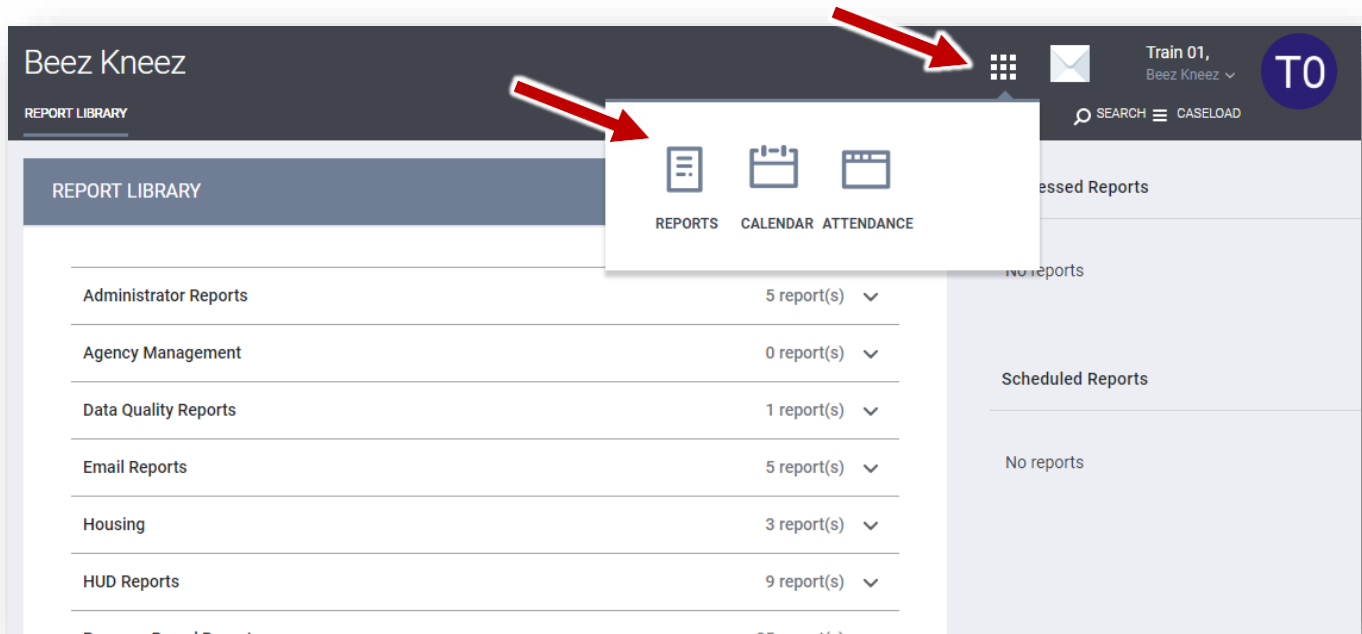 Beez Kneez
Train 01,
Beez Kneez
T0
REPORT LIBRARY
SEARCH
CASELOAD
REPORT LIBRARY
REPORTS
CALENDAR
ATTENDANCE
essed Reports
No reports
Administrator Reports
5 report(s)
Agency Management
0 report(s)
Scheduled Reports
Data Quality Reports
1 report(s)
Email Reports
5 report(s)
No reports
Housing
3 report(s)
HUD Reports
9 report(s)